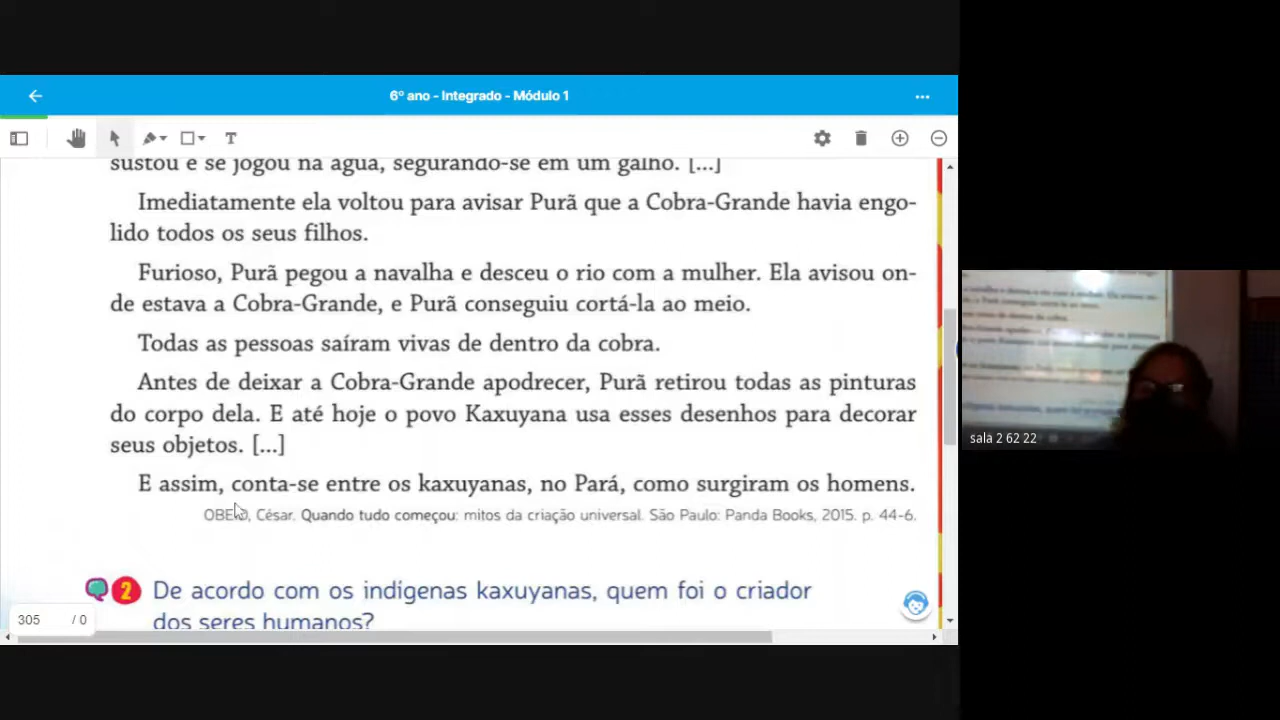 6º ano - Integrado - Módulo 1
T
sustou e se jogou na água, segurando-se em um galho. [...]
Imediatamente ela voltou para avisar Purã que a Cobra-Grande havia engo-
lido todos os seus filhos.
Furioso, Purã pegou a navalha e desceu o rio com a mulher. Ela avisou on-
de estava a Cobra-Grande, e Purã conseguiu cortá-la ao meio.
Todas as pessoas saíram vivas de dentro da cobra.
Antes de deixar a Cobra-Grande apodrecer, Purã retirou todas as pinturas
do corpo dela. E até hoje o povo Kaxuyana usa esses desenhos para decorar
seus objetos. [...]
E assim, conta-se entre os kaxuyanas, no Pará, como surgiram os homens.
César. Quando tudo começou: mitos da criação universal. São Paulo: Panda Books, 2015. p. 44-6.
2 De acordo com os indígenas kaxuyanas, quem foi o criador
dos seres humanos?
305 / 0
sala 2 62 22